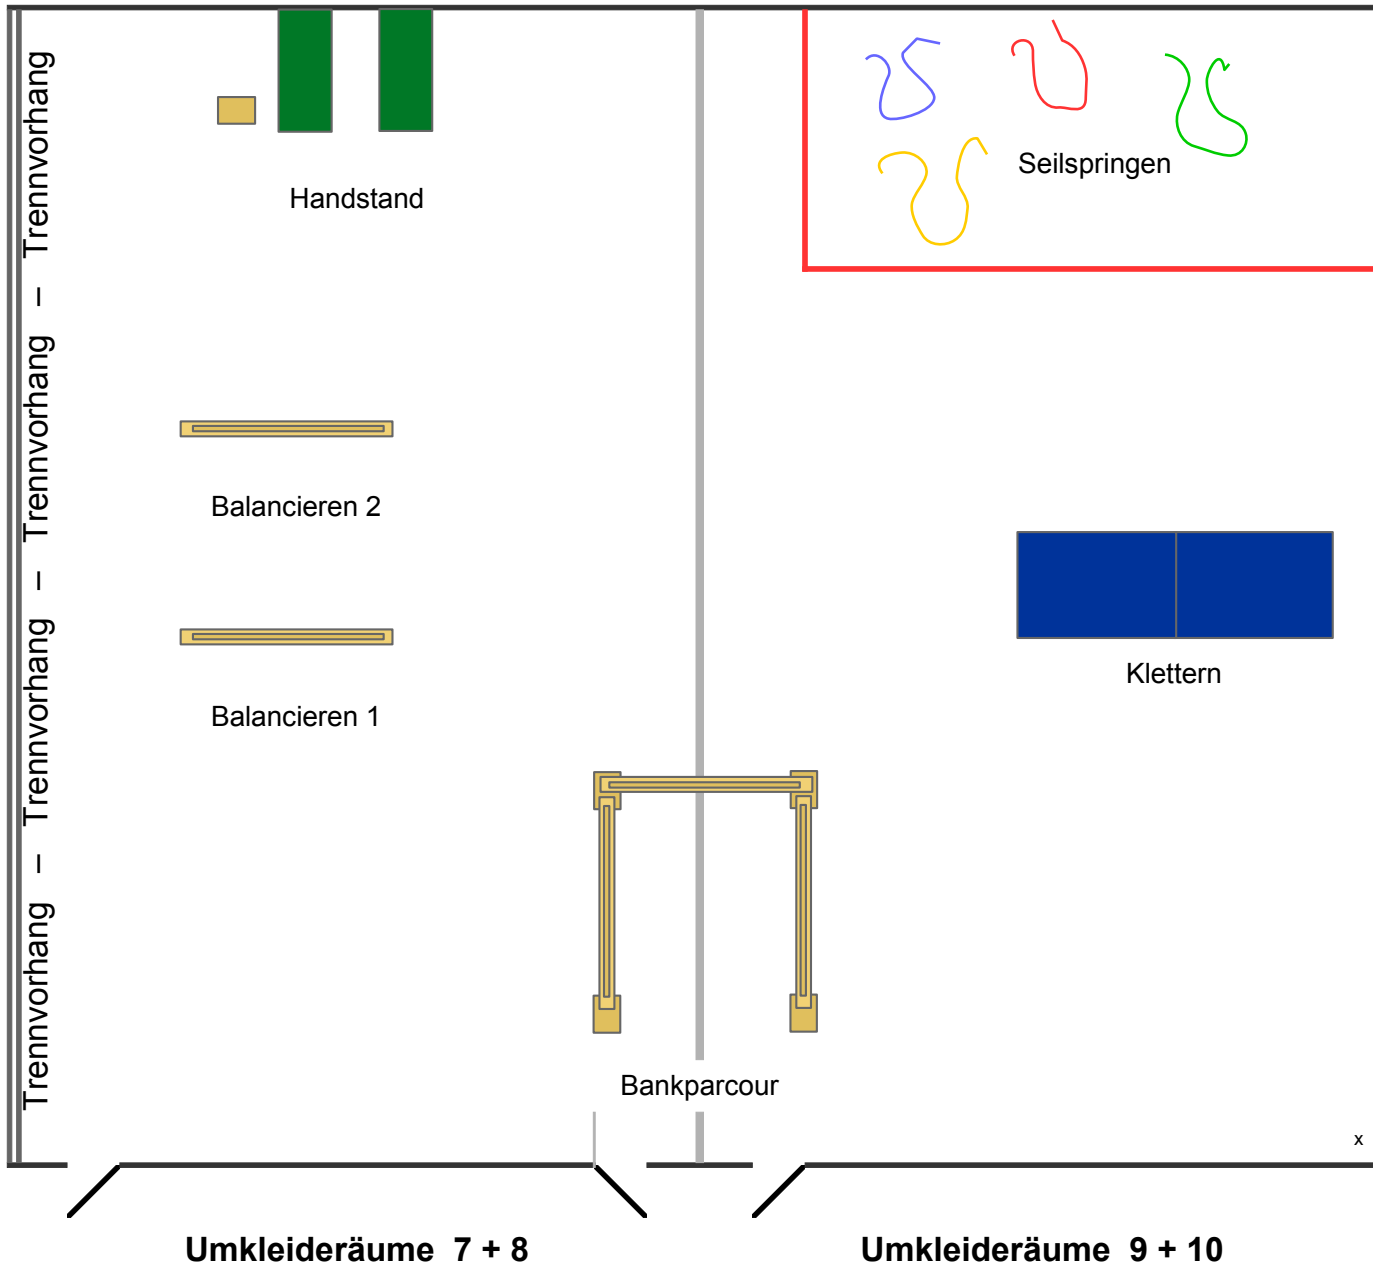 Trennvorhang – Trennvorhang – Trennvorhang – Trennvorhang
Seilspringen
Handstand
Balancieren 2
Klettern
Balancieren 1
Bankparcour
x
Umkleideräume 7 + 8
Umkleideräume 9 + 10